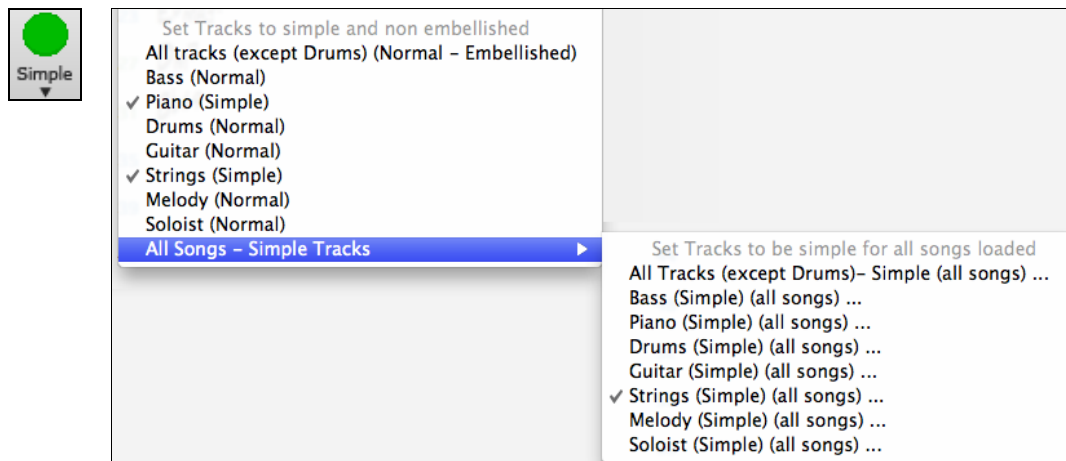 Simple
Set Tracks to simple and non embellished
All tracks (except Drums) (Normal – Embellished)
Bass (Normal)
Piano (Simple)
Drums (Normal)
Guitar (Normal)
Strings (Simple)
Melody (Normal)
Soloist (Normal)
All Songs – Simple Tracks
Set Tracks to be simple for all songs loaded
All Tracks (except Drums)– Simple (all songs) ...
Bass (Simple) (all songs) ...
Piano (Simple) (all songs) ...
Drums (Simple) (all songs) ...
Guitar (Simple) (all songs) ...
Strings (Simple) (all songs) ...
Melody (Simple) (all songs) ...
Soloist (Simple) (all songs) ...